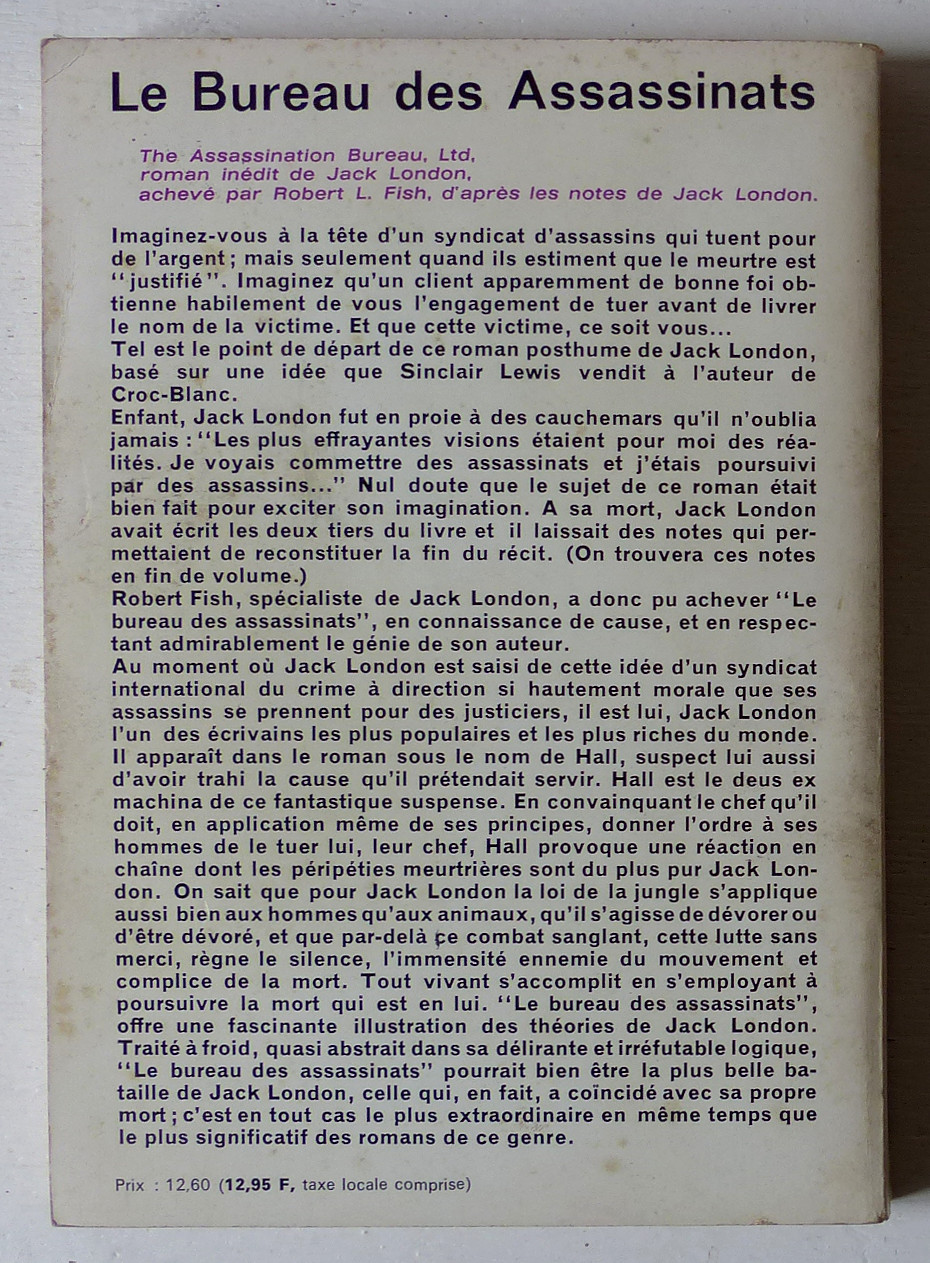 Le Bureau des Assassinats
The Assassination Bureau, Ltd,
roman inédit de Jack London,
achevé par Robert L. Fish, d'après les notes de Jack London.
Imaginez-vous à la tête d'un syndicat d'assassins qui tuent pour
de l'argent ; mais seulement quand ils estiment que le meurtre est
“justifié”. Imaginez qu'un client apparemment de bonne foi ob-
tienne habilement de vous l'engagement de tuer avant de livrer
le nom de la victime. Et que cette victime, ce soit vous...
Tel est le point de départ de ce roman posthume de Jack London,
basé sur une idée que Sinclair Lewis vendit à l'auteur de
Croc-Blanc.
Enfant, Jack London fut en proie à des cauchemars qu'il n'oublia
jamais : “Les plus effrayantes visions étaient pour moi des réa-
lités. Je voyais commettre des assassinats et j'étais poursuivi
par des assassins...” Nul doute que le sujet de ce roman était
bien fait pour exciter son imagination. A sa mort, Jack London
avait écrit les deux tiers du livre et il laissait des notes qui per-
mettaient de reconstituer la fin du récit. (On trouvera ces notes
en fin de volume.)
Robert Fish, spécialiste de Jack London, a donc pu achever “Le
bureau des assassinats”, en connaissance de cause, et en respec-
tant admirablement le génie de son auteur.
Au moment où Jack London est saisi de cette idée d'un syndicat
international du crime à direction si hautement morale que ses
assassins se prennent pour des justiciers, il est lui, Jack London
l'un des écrivains les plus populaires et les plus riches du monde.
Il apparaît dans le roman sous le nom de Hall, suspect lui aussi
d'avoir trahi la cause qu'il prétendait servir. Hall est le deus ex
machina de ce fantastique suspense. En convainquant le chef qu'il
doit, en application même de ses principes, donner l'ordre à ses
hommes de le tuer lui, leur chef, Hall provoque une réaction en
chaîne dont les péripéties meurtrières sont du plus pur Jack Lon-
don. On sait que pour Jack London la loi de la jungle s'applique
aussi bien aux hommes qu'aux animaux, qu'il s'agisse de dévorer ou
d'être dévoré, et que par-delà ce combat sanglant, cette lutte sans
merci, règne le silence, l'immensité ennemie du mouvement et
complice de la mort. Tout vivant s'accomplit en s'employant à
poursuivre la mort qui est en lui. “Le bureau des assassinats”,
offre une fascinante illustration des théories de Jack London.
Traité à froid, quasi abstrait dans sa délirante et irréfutable logique,
“Le bureau des assassinats” pourrait bien être la plus belle ba-
taille de Jack London, celle qui, en fait, a coïncidé avec sa propre
mort ; c'est en tout cas le plus extraordinaire en même temps que
le plus significatif des romans de ce genre.
Prix : 12,60 (12,95 F, taxe locale comprise)